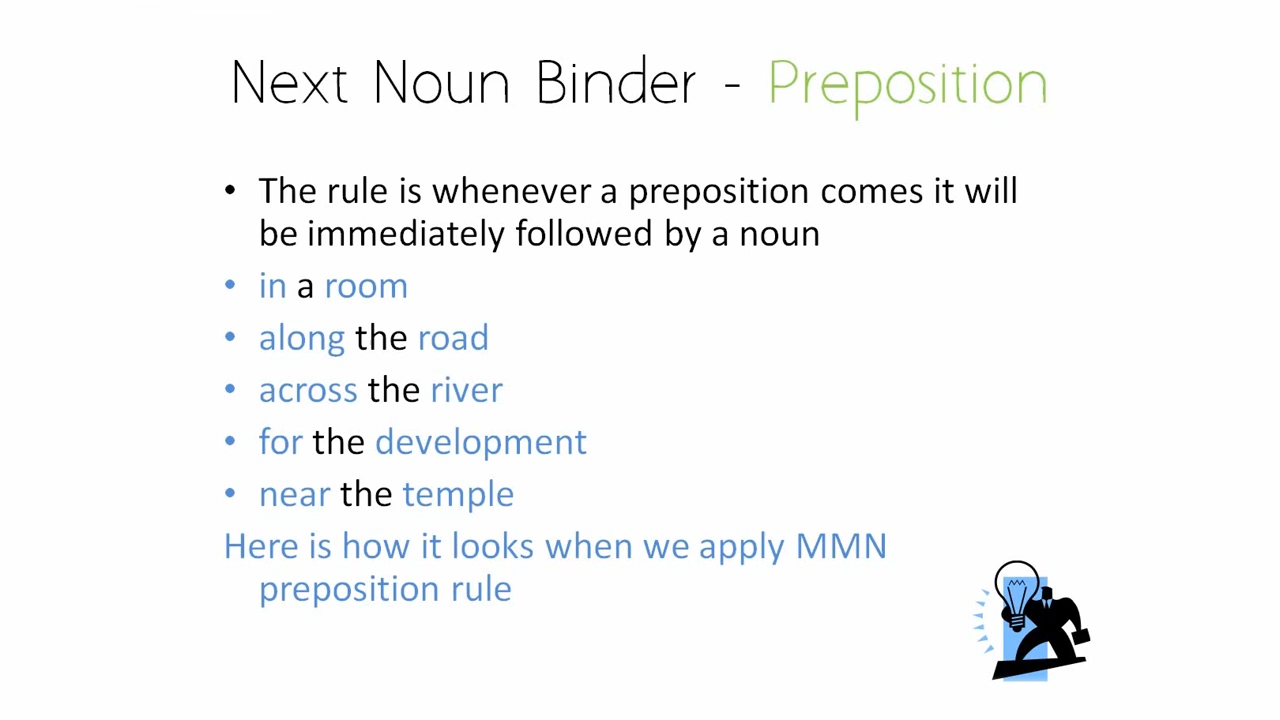 Next Noun Binder - Preposition
• The rule is whenever a preposition comes it will
be immediately followed by a noun
• in a room
• along the road
• across the river
• for the development
• near the temple
Here is how it looks when we apply MMN
preposition rule